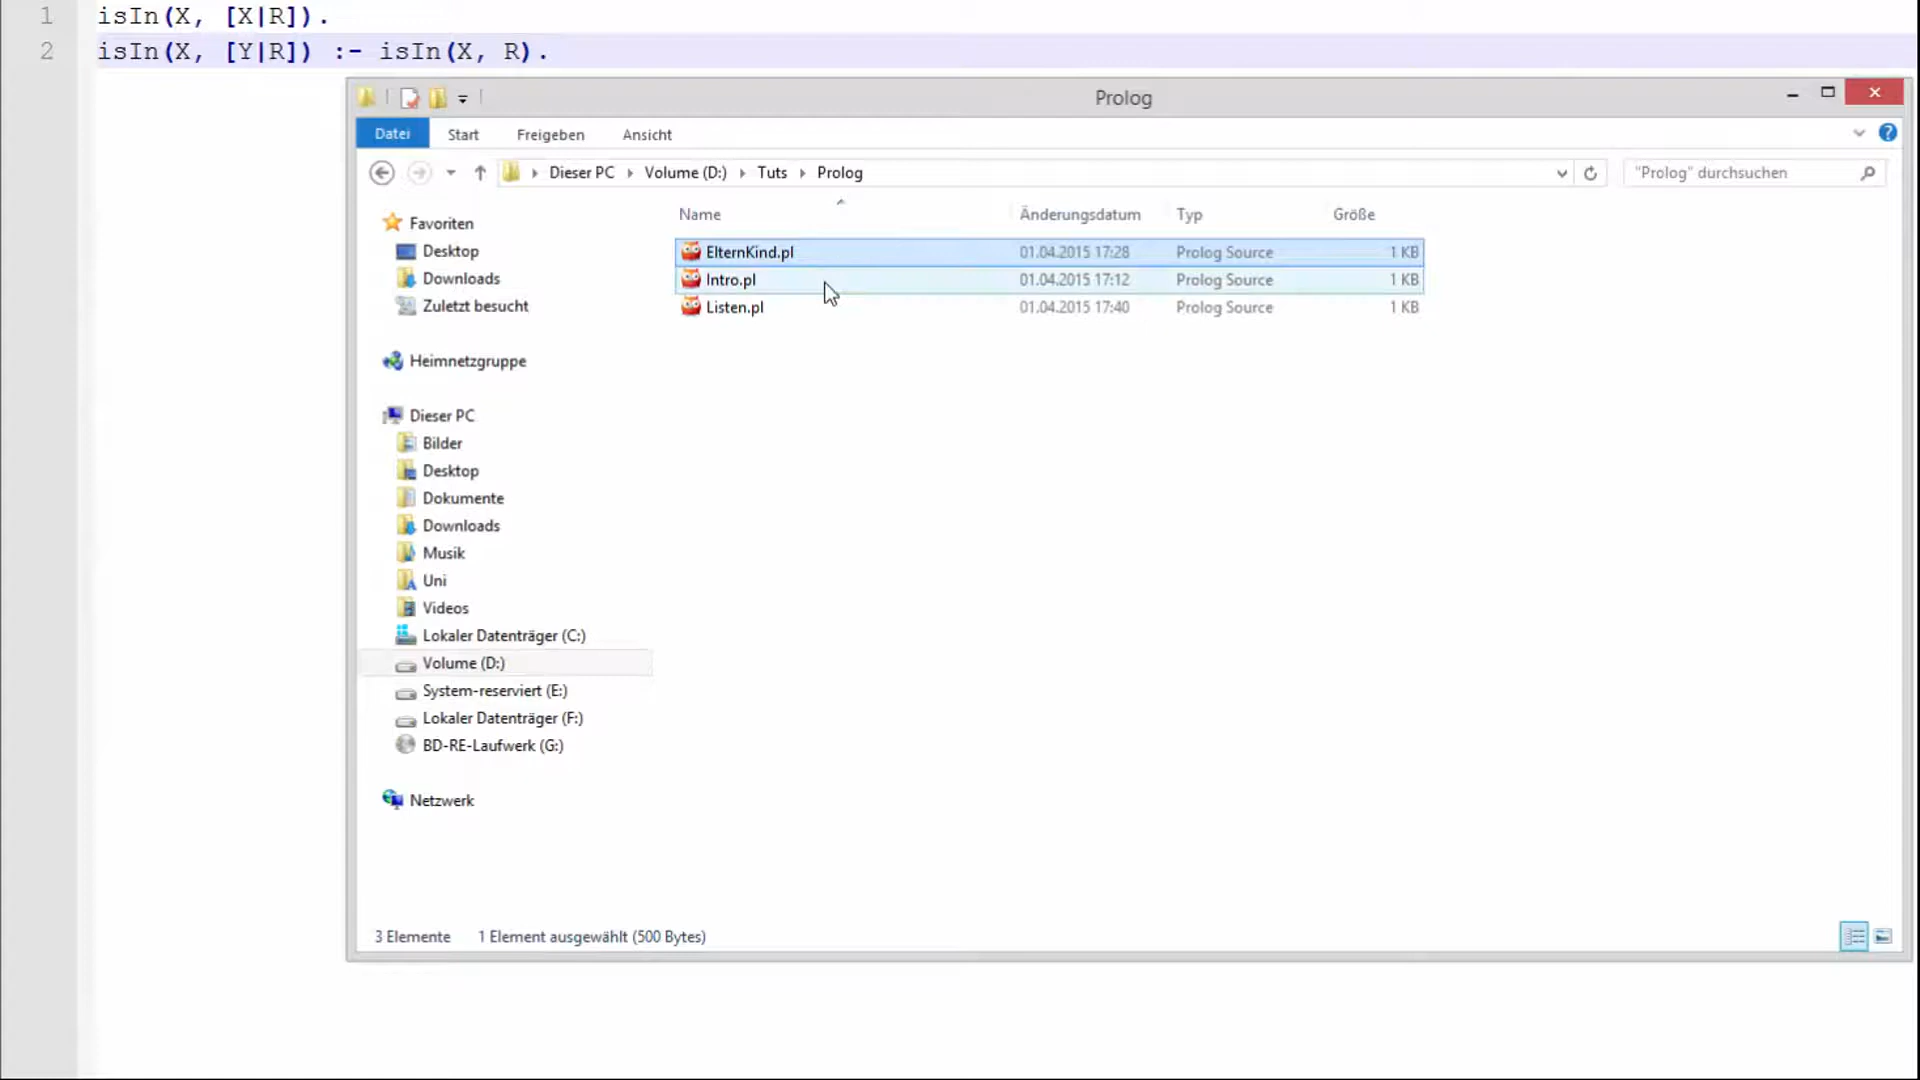 1 isIn(X, [X|R]).
2 isIn(X, [Y|R]) :- isIn(X, R).
Prolog
Datei Start Freigeben Ansicht
Dieser PC Volume (D:) Tuts Prolog "Prolog" durchsuchen
Name Änderungsdatum Typ Größe
ElternKind.pl 01.04.2015 17:28 Prolog Source 1 KB
Intro.pl 01.04.2015 17:12 Prolog Source 1 KB
Listen.pl 01.04.2015 17:40 Prolog Source 1 KB
Favoriten
Desktop
Downloads
Zuletzt besucht
Heimnetzgruppe
Dieser PC
Bilder
Desktop
Dokumente
Downloads
Musik
Uni
Videos
Lokaler Datenträger (C:)
Volume (D:)
System-reserviert (E:)
Lokaler Datenträger (F:)
BD-RE-Laufwerk (G:)
Netzwerk
3 Elemente 1 Element ausgewählt (500 Bytes)